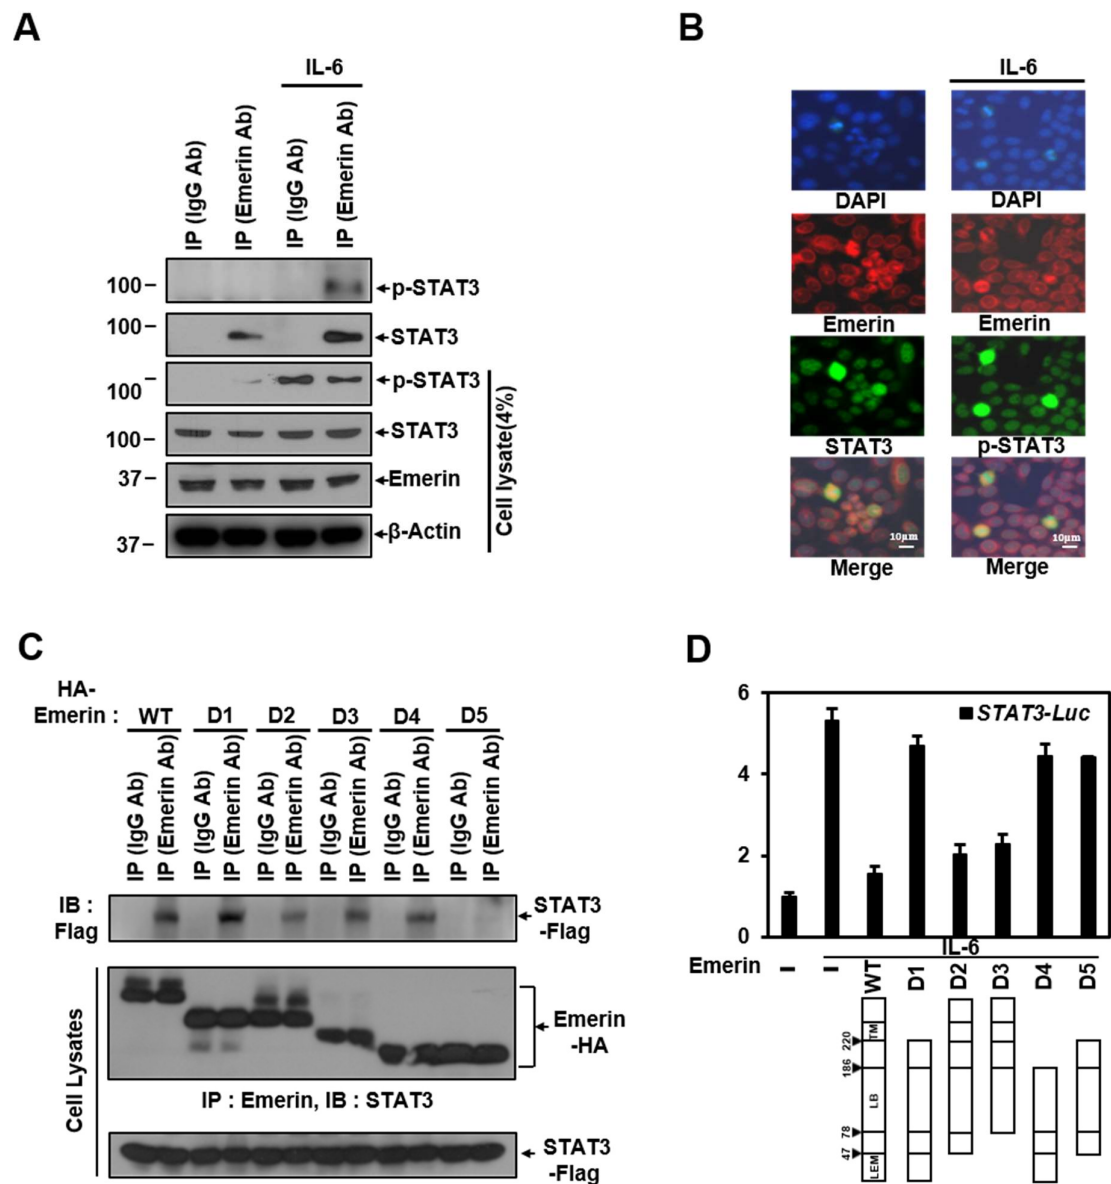 A
IL-6
IP (IgG Ab)
IP (Emerin Ab)
IP (IgG Ab)
IP (Emerin Ab)
100
p-STAT3
100
STAT3
100
p-STAT3
100
STAT3
37
Emerin
37
β-Actin
Cell lysate(4%)
B
IL-6
DAPI
DAPI
Emerin
Emerin
STAT3
p-STAT3
10µm
10µm
Merge
Merge
C
HA-
Emerin : WT D1 D2 D3 D4 D5
IP (IgG Ab)
IP (Emerin Ab)
IP (IgG Ab)
IP (Emerin Ab)
IP (IgG Ab)
IP (Emerin Ab)
IP (IgG Ab)
IP (Emerin Ab)
IP (IgG Ab)
IP (Emerin Ab)
IP (IgG Ab)
IP (Emerin Ab)
IB :
Flag
STAT3
-Flag
Cell Lysates
Emerin
-HA
IP : Emerin, IB : STAT3
STAT3
-Flag
D
6
4
2
0
STAT3-Luc
IL-6
Emerin – – WT D1 D2 D3 D4 D5
TM
220
186
LB
78
47
LEM